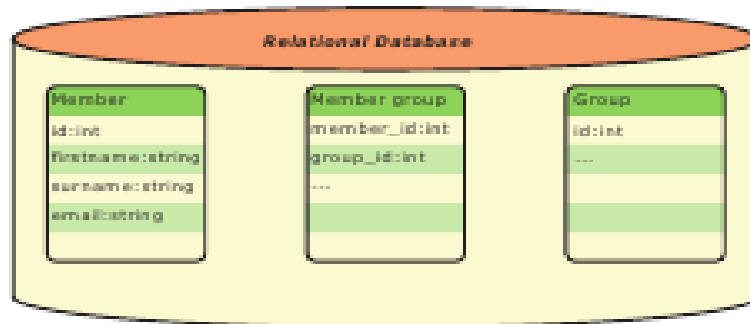 Relational Database
Member
id:int
firstname:string
surname:string
email:string
Member group
member_id:int
group_id:int
---
Group
id:int
---